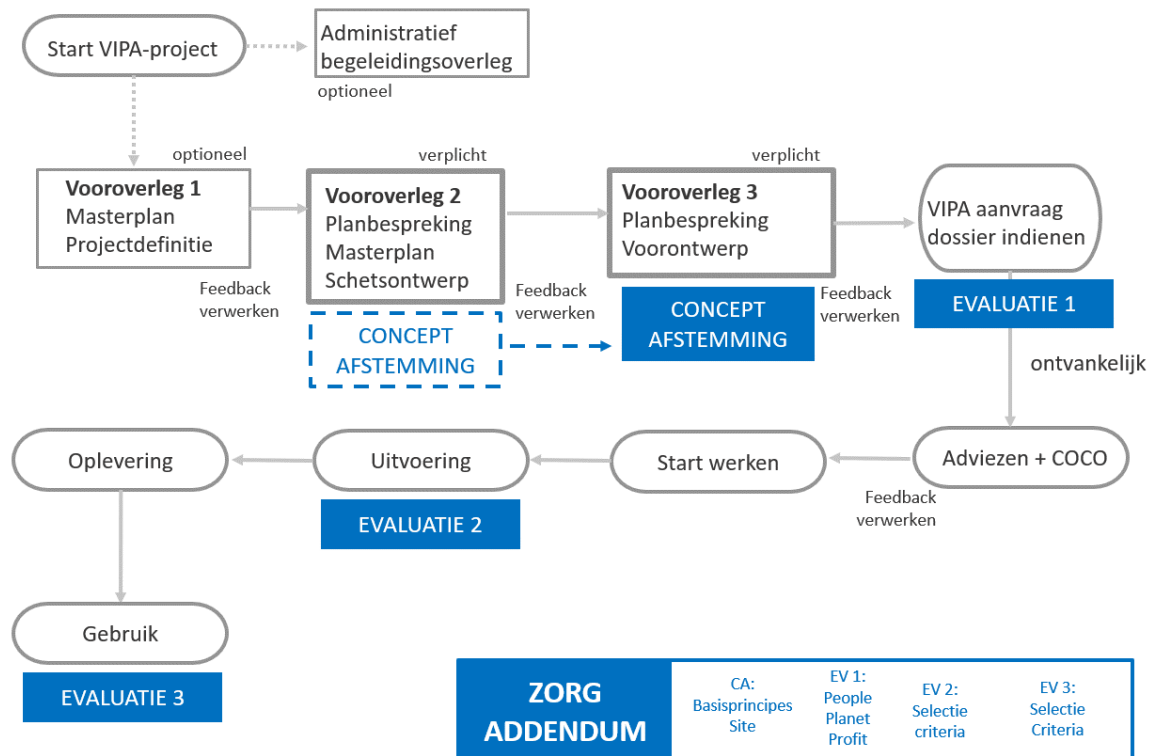 Start VIPA-project
Administratief
begeleidingsoverleg
optioneel
optioneel
Vooroverleg 1
Masterplan
Projectdefinitie
Feedback
verwerken
verplicht
Vooroverleg 2
Planbespreking
Masterplan
Schetsontwerp
CONCEPT
AFSTEMMING
Feedback
verwerken
verplicht
Vooroverleg 3
Planbespreking
Voorontwerp
CONCEPT
AFSTEMMING
Feedback
verwerken
VIPA aanvraag
dossier indienen
EVALUATIE 1
ontvankelijk
Adviezen + COCO
Feedback
verwerken
Start werken
Uitvoering
EVALUATIE 2
Oplevering
Gebruik
EVALUATIE 3
ZORG
ADDENDUM
CA:
Basisprincipes
Site
EV 1:
People
Planet
Profit
EV 2:
Selectie
criteria
EV 3:
Selectie
Criteria